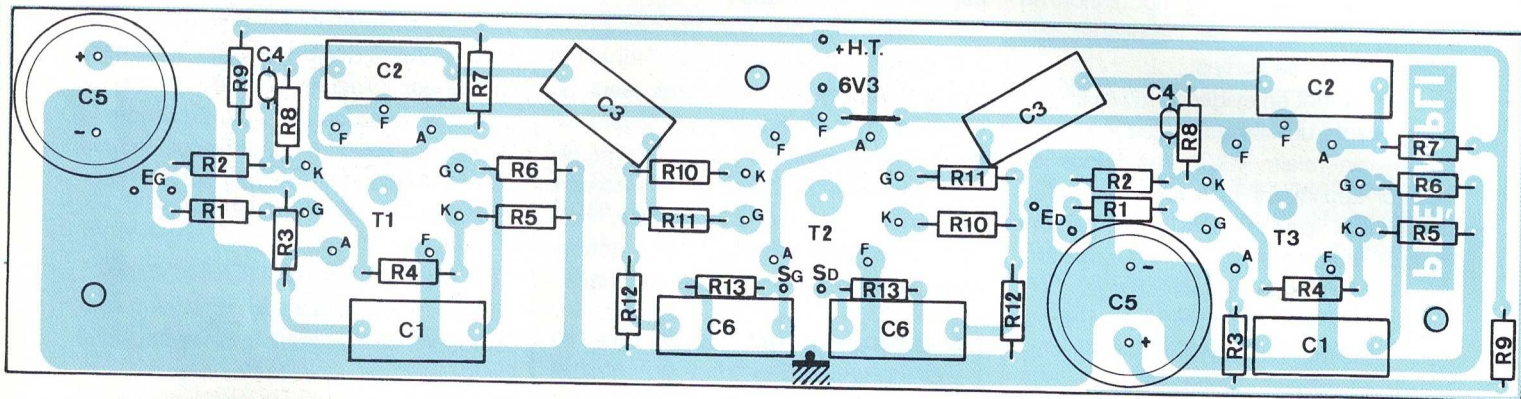 + H.T.
6V3
C5
+
-
R9
C4
R8
C2
R7
F
F
A
C3
R2
EG
R1
K
G
R3
A
T1
G
K
R6
R5
F
R4
C1
R10
R11
K
G
F
F
A
T2
A
F
G
K
R11
R10
R12
R13
SG
SD
R13
C6
C6
R12
C3
C4
R8
C2
F
F
A
R7
R2
ED
R1
K
G
G
K
R6
R5
T3
A
F
R4
C5
-
+
R3
C1
R9